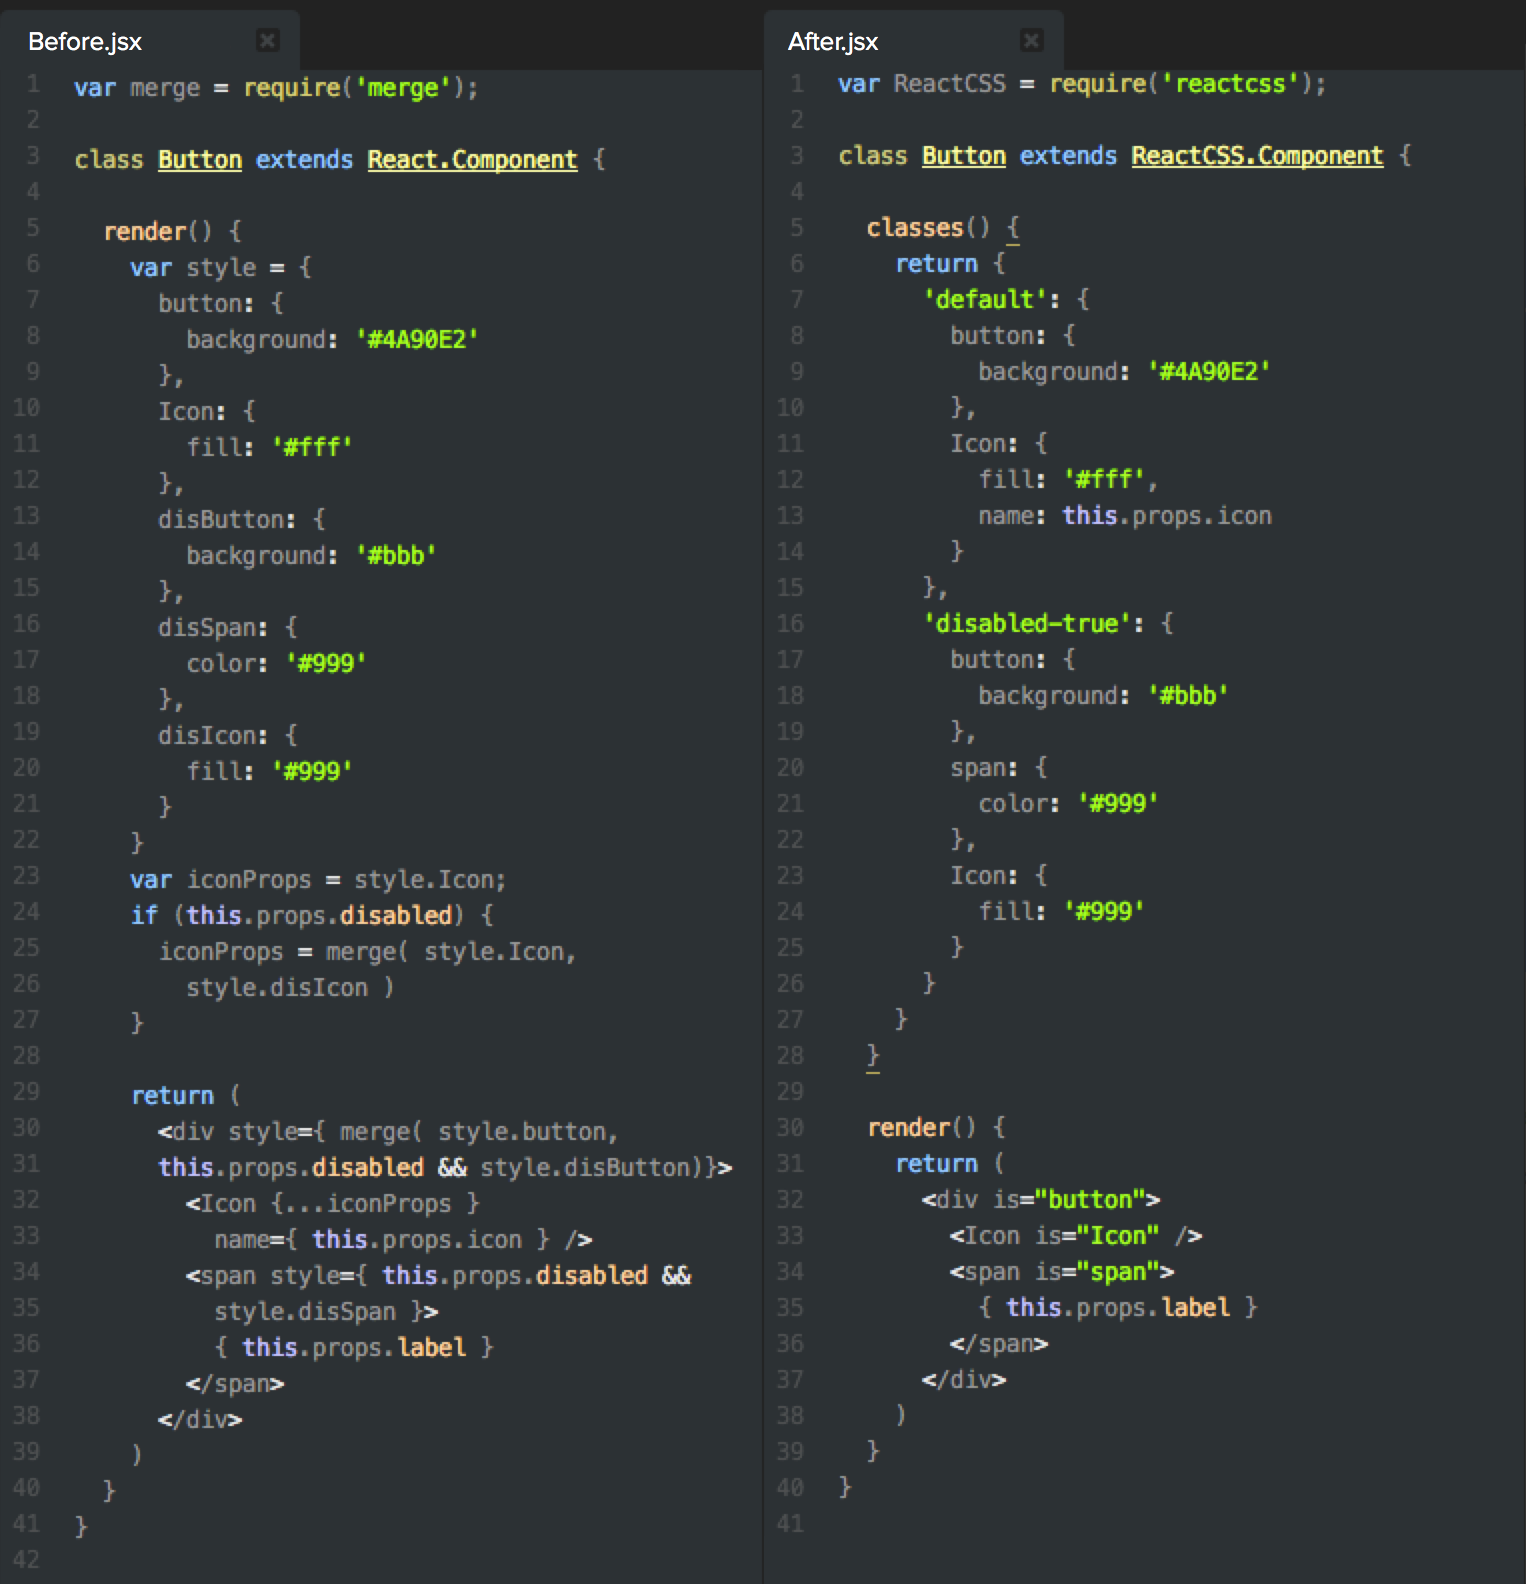 Before.jsx
1 var merge = require('merge');
2
3 class Button extends React.Component {
4
5   render() {
6     var style = {
7       button: {
8         background: '#4A90E2'
9       },
10       Icon: {
11         fill: '#fff'
12       },
13       disButton: {
14         background: '#bbb'
15       },
16       disSpan: {
17         color: '#999'
18       },
19       disIcon: {
20         fill: '#999'
21       }
22     }
23     var iconProps = style.Icon;
24     if (this.props.disabled) {
25       iconProps = merge( style.Icon,
26         style.disIcon )
27     }
28
29     return (
30       <div style={ merge( style.button,
31       this.props.disabled && style.disButton)}>
32         <Icon {...iconProps }
33           name={ this.props.icon } />
34         <span style={ this.props.disabled &&
35           style.disSpan }>
36           { this.props.label }
37         </span>
38       </div>
39     )
40   }
41 }
42
After.jsx
1 var ReactCSS = require('reactcss');
2
3 class Button extends ReactCSS.Component {
4
5   classes() {
6     return {
7       'default': {
8         button: {
9           background: '#4A90E2'
10         },
11         Icon: {
12           fill: '#fff',
13           name: this.props.icon
14         }
15       },
16       'disabled-true': {
17         button: {
18           background: '#bbb'
19         },
20         span: {
21           color: '#999'
22         },
23         Icon: {
24           fill: '#999'
25         }
26       }
27     }
28   }
29
30   render() {
31     return (
32       <div is="button">
33         <Icon is="Icon" />
34         <span is="span">
35           { this.props.label }
36         </span>
37       </div>
38     )
39   }
40 }
41